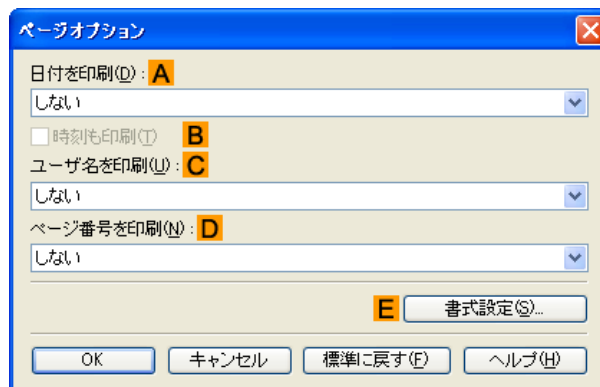 ページオプション
日付を印刷(D) : A
しない
時刻も印刷(T) B
ユーザ名を印刷(U) : C
しない
ページ番号を印刷(N) : D
しない
E 書式設定(S)...
OK キャンセル 標準に戻す(F) ヘルプ(H)